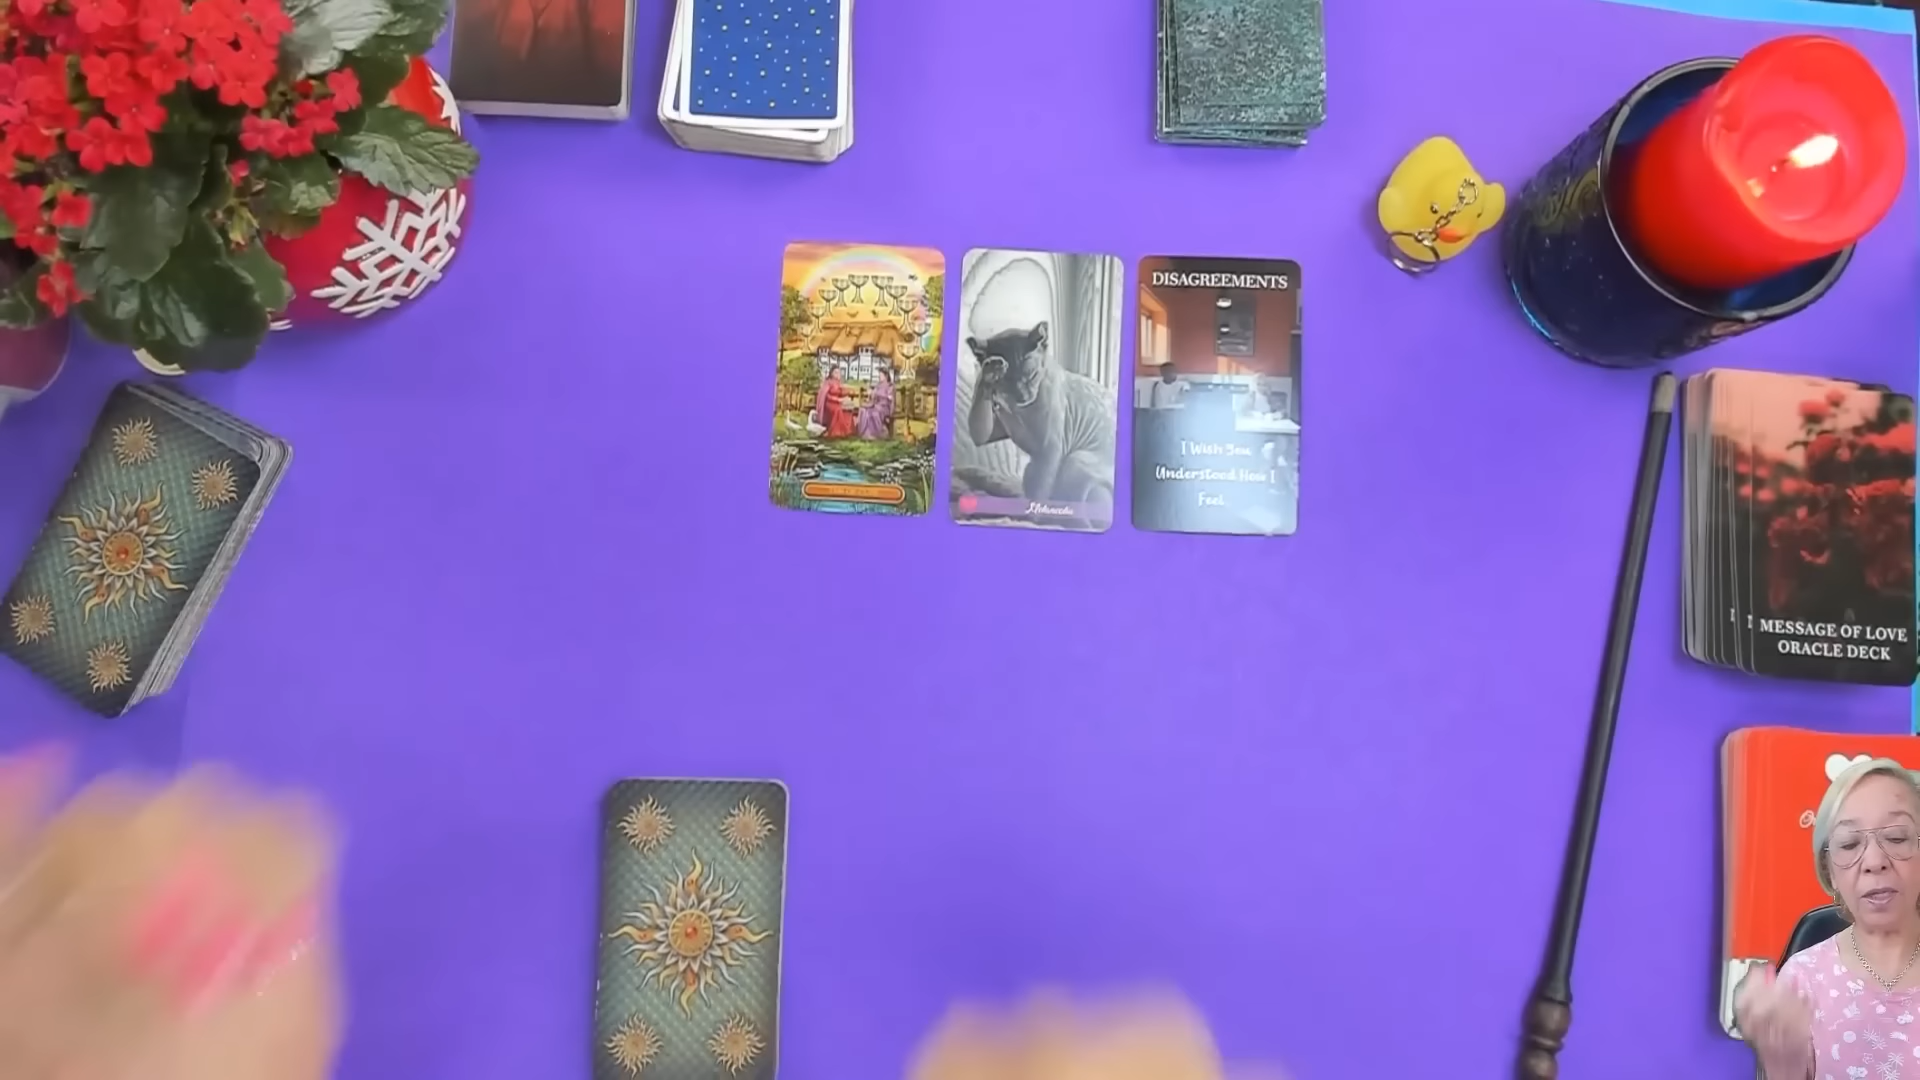 DISAGREEMENTS
I Wish You
Understood How I
Feel
MESSAGE OF LOVE
ORACLE DECK